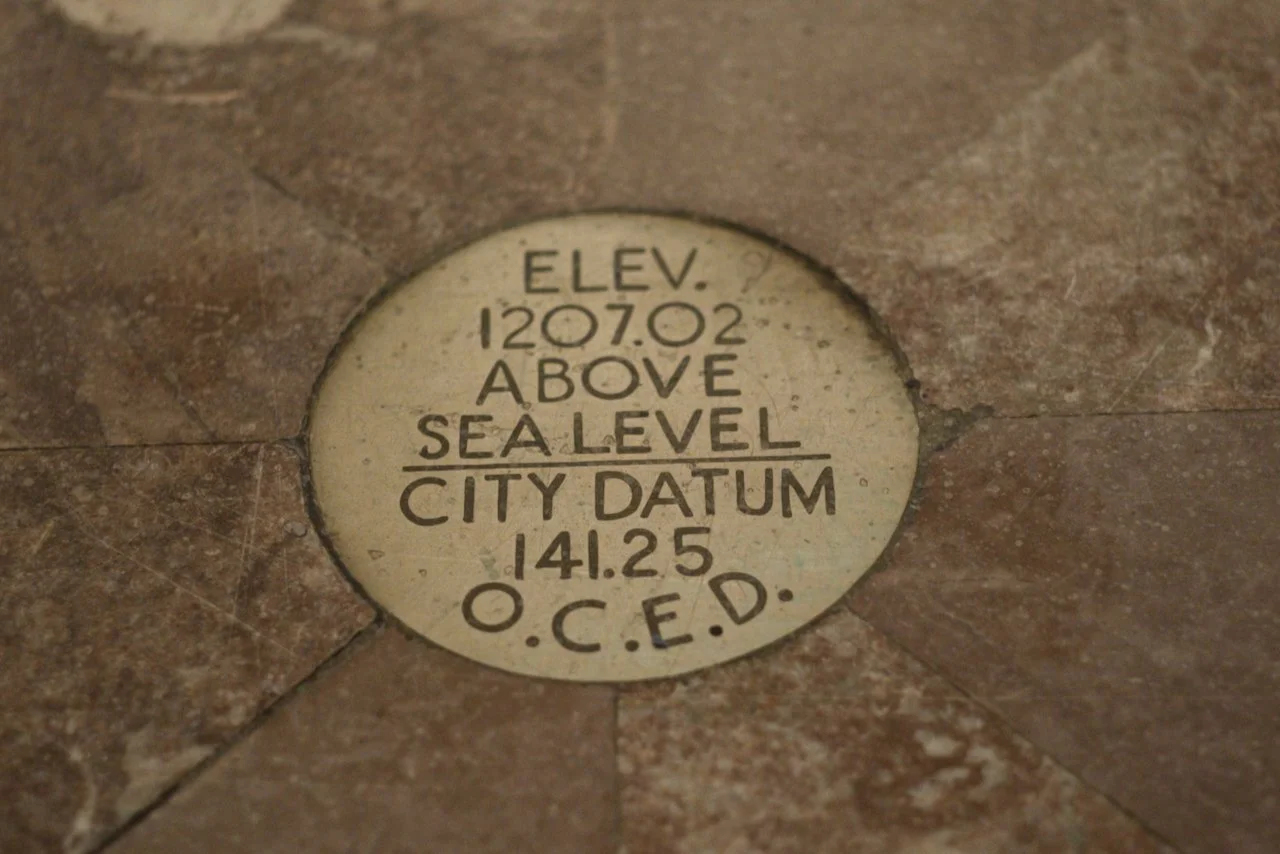 ELEV.
1207.02
ABOVE
SEA LEVEL
CITY DATUM
141.25
O.C.E.D.